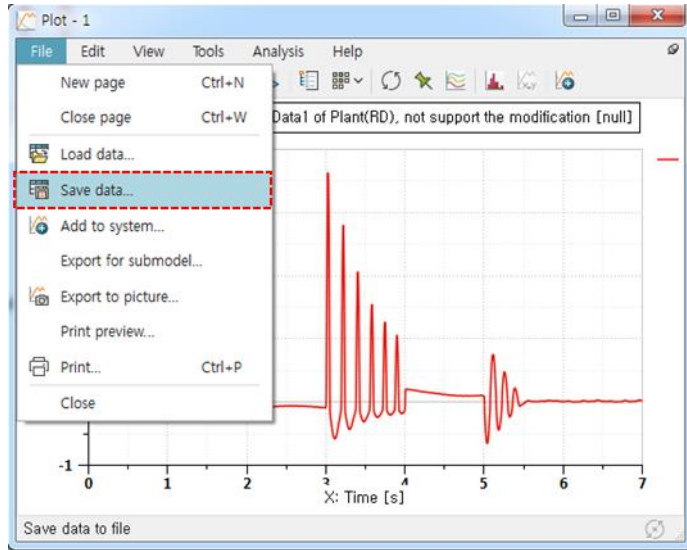 Plot - 1
File Edit View Tools Analysis Help
New page Ctrl+N
Close page Ctrl+W
Load data...
Save data...
Add to system...
Export for submodel...
Export to picture...
Print preview...
Print... Ctrl+P
Close
Data1 of Plant(RD), not support the modification [null]
-1
0 1 2 3 4 5 6 7
X: Time [s]
Save data to file